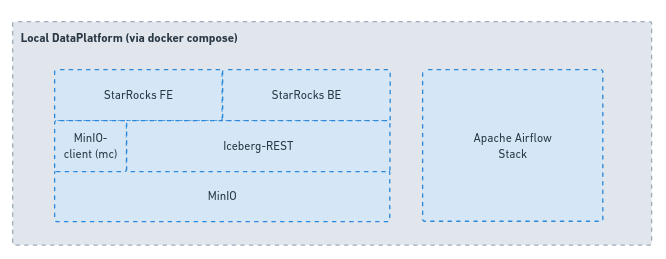 Local DataPlatform (via docker compose)
StarRocks FE
StarRocks BE
MinIO-
client (mc)
Iceberg-REST
MinIO
Apache Airflow
Stack